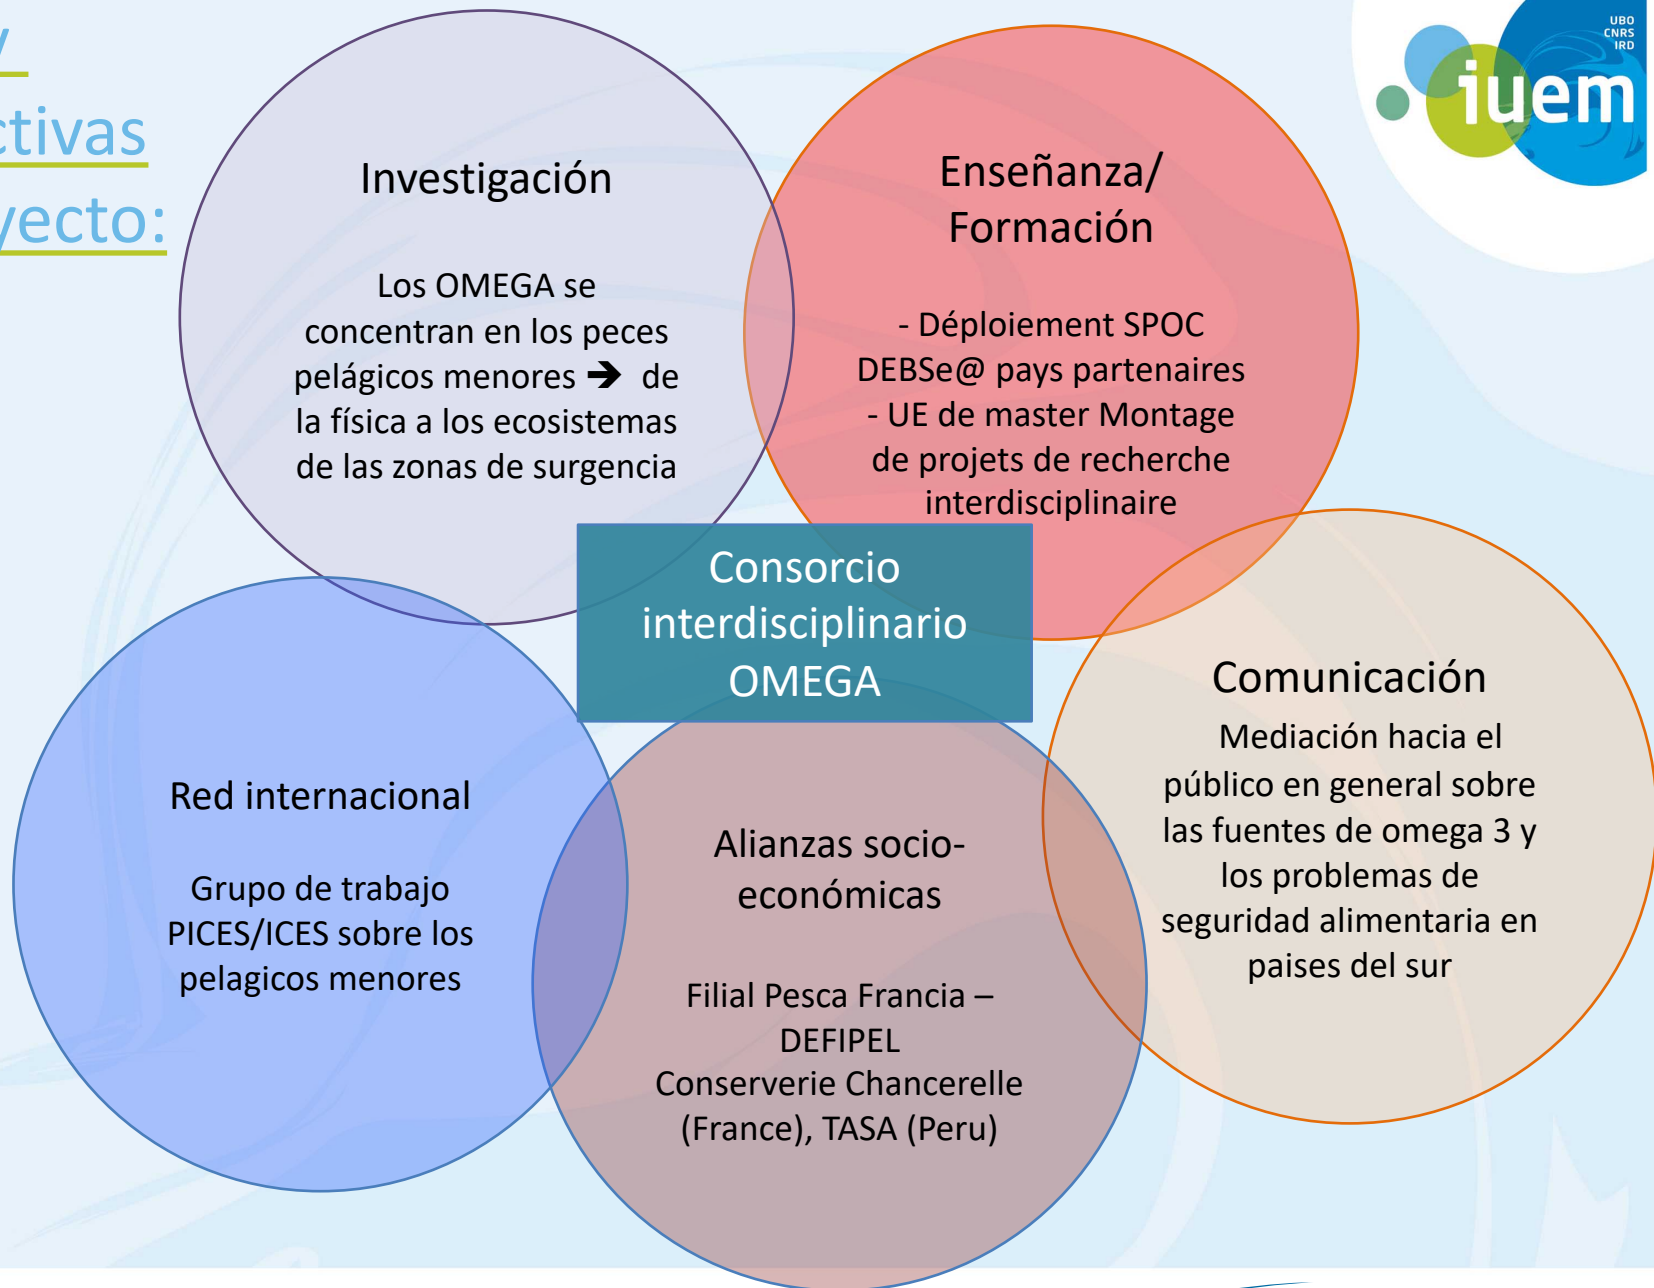 y
ctivas
yecto:
UBO
CNRS
IRD
iuem
Investigación
Los OMEGA se
concentran en los peces
pelágicos menores ➔ de
la física a los ecosistemas
de las zonas de surgencia
Enseñanza/
Formación
- Déploiement SPOC
DEBSe@ pays partenaires
- UE de master Montage
de projets de recherche
interdisciplinaire
Consorcio
interdisciplinario
OMEGA
Comunicación
Mediación hacia el
público en general sobre
las fuentes de omega 3 y
los problemas de
seguridad alimentaria en
paises del sur
Red internacional
Grupo de trabajo
PICES/ICES sobre los
pelagicos menores
Alianzas socio-
económicas
Filial Pesca Francia –
DEFIPEL
Conserverie Chancerelle
(France), TASA (Peru)